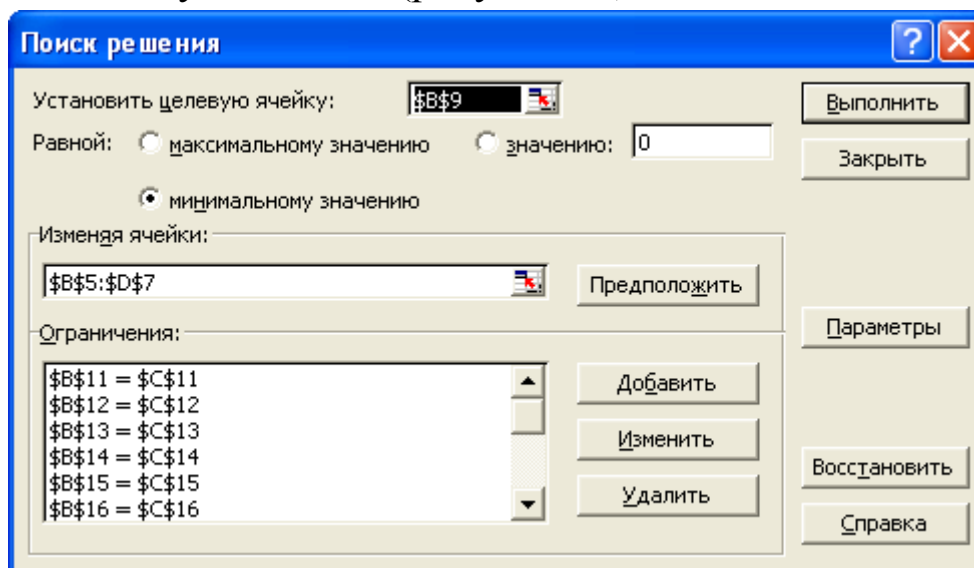 Поиск решения
Установить целевую ячейку: $B$9
Равной: максимальному значению значению: 0
минимальному значению
Изменяя ячейки:
$B$5:$D$7
Предположить
Ограничения:
$B$11 = $C$11
$B$12 = $C$12
$B$13 = $C$13
$B$14 = $C$14
$B$15 = $C$15
$B$16 = $C$16
Добавить
Изменить
Удалить
Выполнить
Закрыть
Параметры
Восстановить
Справка